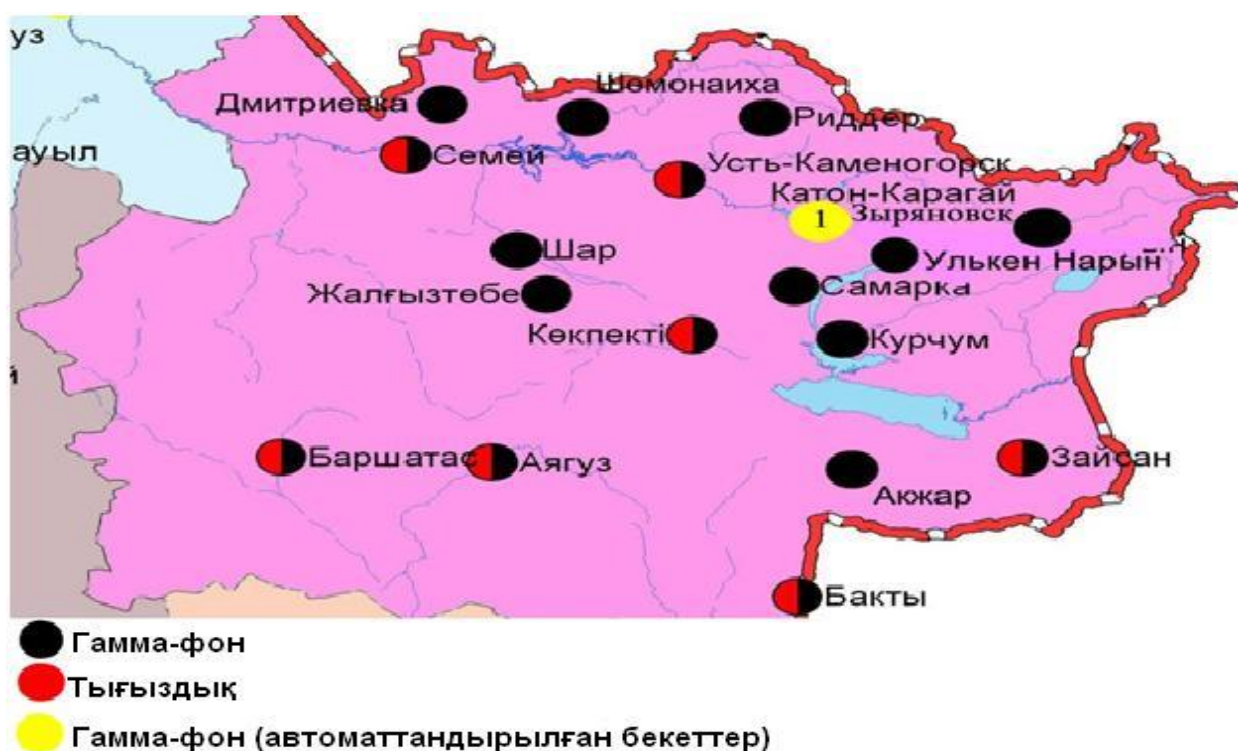 уз
Шемонаиха
Дмитриевка
Риддер
ауыл
Семей
Усть-Каменогорск
Катон-Карагай
1
Зыряновск
Шар
Улькен Нарын
Жалғызтөбе
Самарка
Көкпекті
Курчум
й
Баршатас
Аягуз
Зайсан
Акжар
Бакты
Гамма-фон
Тығыздық
Гамма-фон (автоматтандырылған бекеттер)